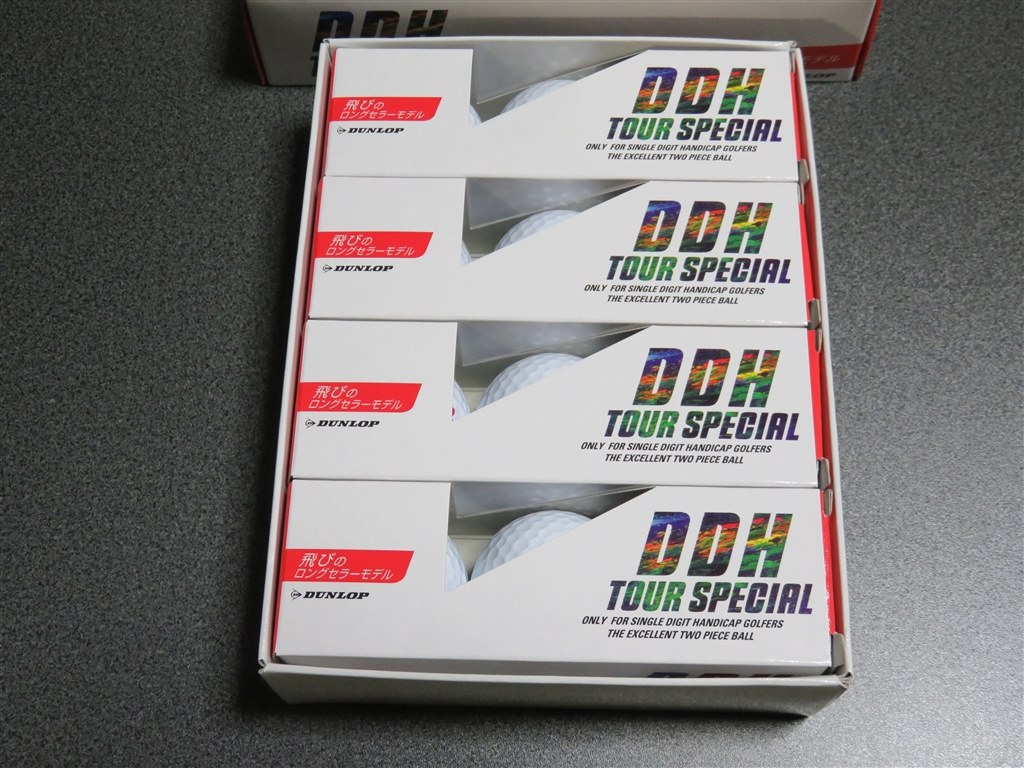 DDH
モデル
飛びの
ロングセラーモデル
DUNLOP
DDH
TOUR SPECIAL
ONLY FOR SINGLE DIGIT HANDICAP GOLFERS
THE EXCELLENT TWO PIECE BALL
飛びの
ロングセラーモデル
DUNLOP
DDH
TOUR SPECIAL
ONLY FOR SINGLE DIGIT HANDICAP GOLFERS
THE EXCELLENT TWO PIECE BALL
飛びの
ロングセラーモデル
DUNLOP
DDH
TOUR SPECIAL
ONLY FOR SINGLE DIGIT HANDICAP GOLFERS
THE EXCELLENT TWO PIECE BALL
飛びの
ロングセラーモデル
DUNLOP
DDH
TOUR SPECIAL
ONLY FOR SINGLE DIGIT HANDICAP GOLFERS
THE EXCELLENT TWO PIECE BALL